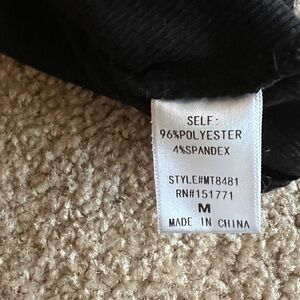 SELF:
96%POLYESTER
4%SPANDEX
STYLE#MT8481
RN#151771
M
MADE IN CHINA